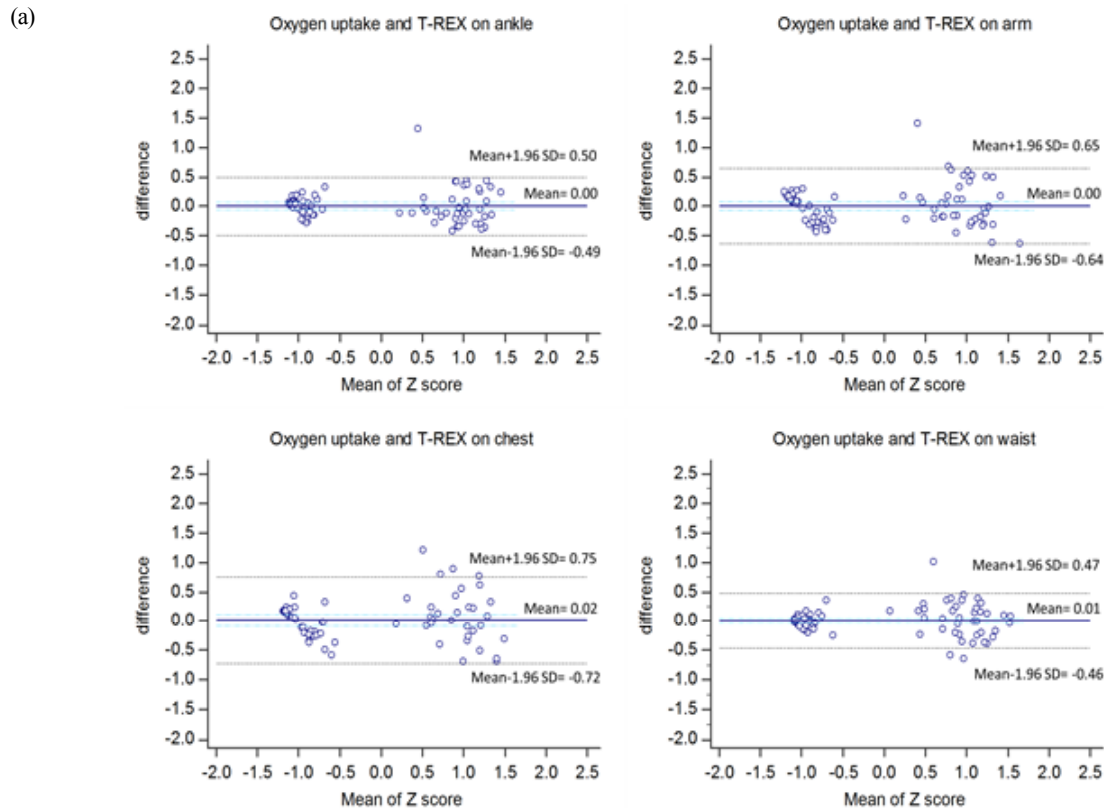 (a)
Oxygen uptake and T-REX on ankle
difference
2.5
2.0
1.5
1.0
0.5
0.0
-0.5
-1.0
-1.5
-2.0
Mean+1.96 SD= 0.50
Mean= 0.00
Mean-1.96 SD= -0.49
-2.0 -1.5 -1.0 -0.5 0.0 0.5 1.0 1.5 2.0 2.5
Mean of Z score
Oxygen uptake and T-REX on arm
difference
2.5
2.0
1.5
1.0
0.5
0.0
-0.5
-1.0
-1.5
-2.0
Mean+1.96 SD= 0.65
Mean= 0.00
Mean-1.96 SD= -0.64
-2.0 -1.5 -1.0 -0.5 0.0 0.5 1.0 1.5 2.0 2.5
Mean of Z score
Oxygen uptake and T-REX on chest
difference
2.5
2.0
1.5
1.0
0.5
0.0
-0.5
-1.0
-1.5
-2.0
Mean+1.96 SD= 0.75
Mean= 0.02
Mean-1.96 SD= -0.72
-2.0 -1.5 -1.0 -0.5 0.0 0.5 1.0 1.5 2.0 2.5
Mean of Z score
Oxygen uptake and T-REX on waist
difference
2.5
2.0
1.5
1.0
0.5
0.0
-0.5
-1.0
-1.5
-2.0
Mean+1.96 SD= 0.47
Mean= 0.01
Mean-1.96 SD= -0.46
-2.0 -1.5 -1.0 -0.5 0.0 0.5 1.0 1.5 2.0 2.5
Mean of Z score